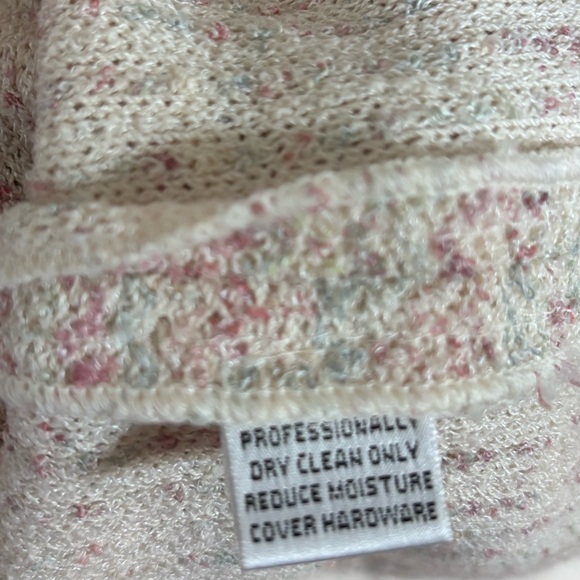 PROFESSIONALLY
DRY CLEAN ONLY
REDUCE MOISTURE
COVER HARDWARE